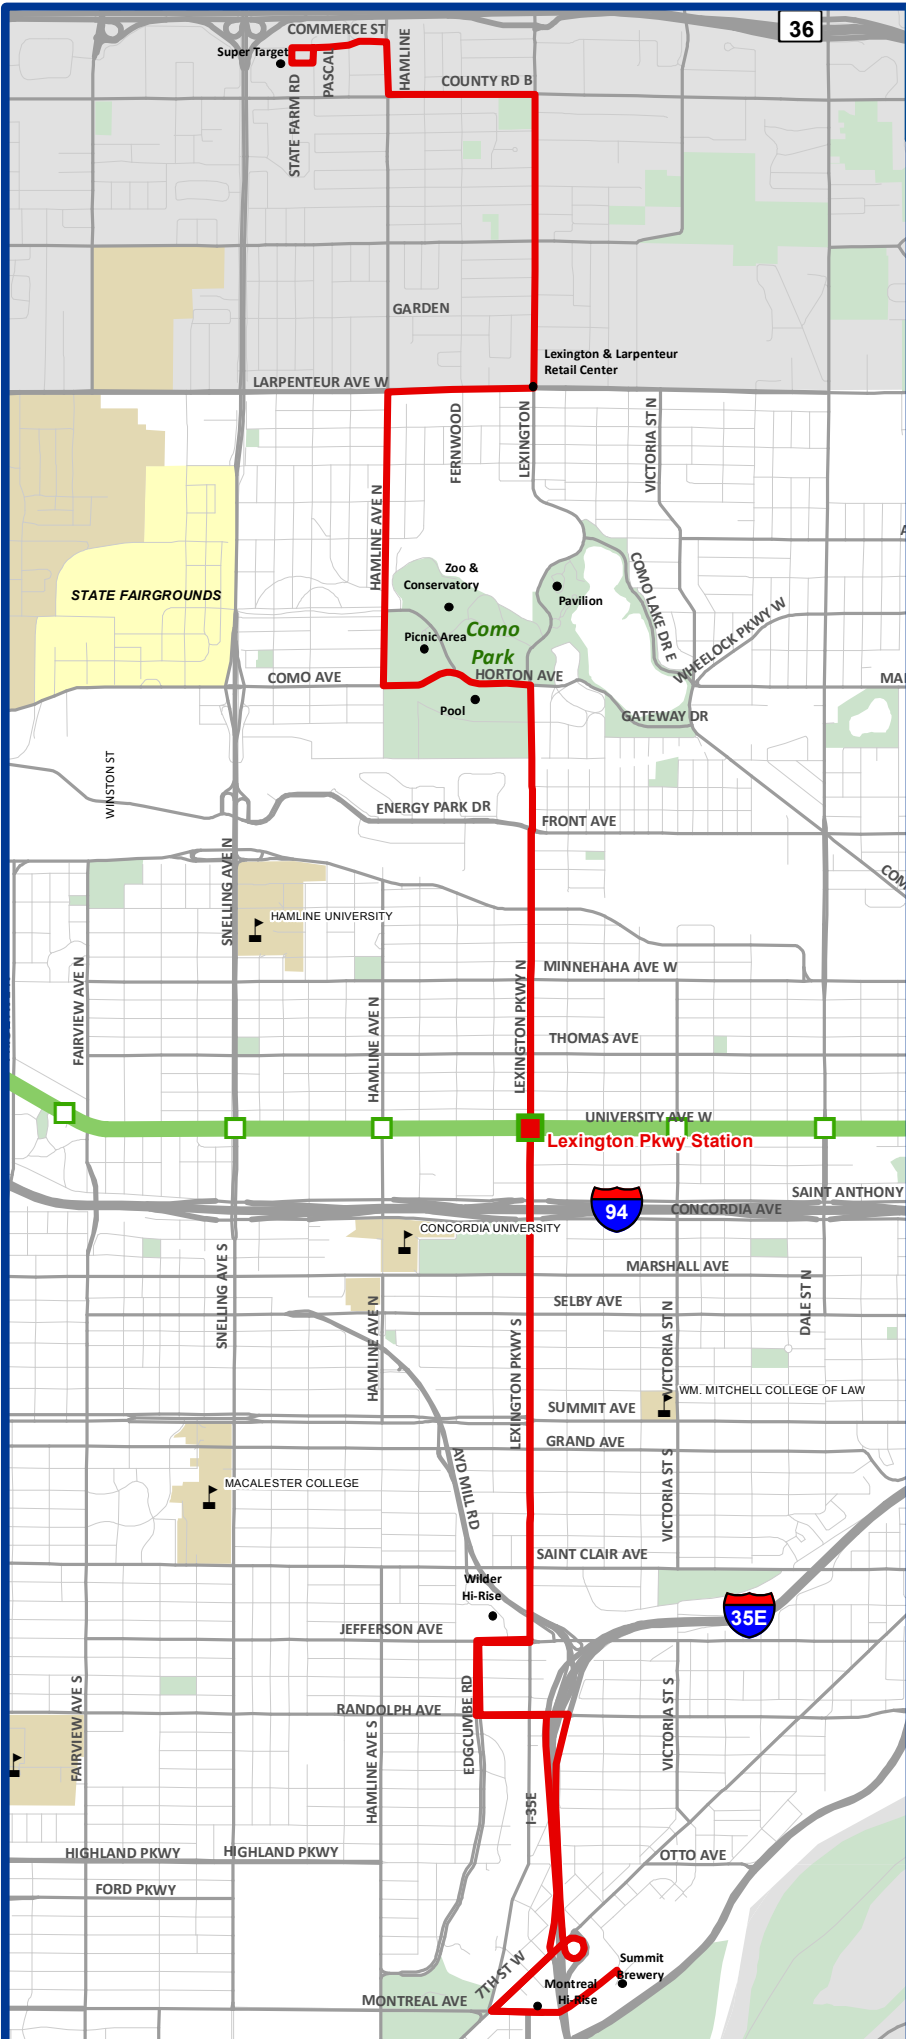 COMMERCE ST
36
Super Target
PASCAL
HAMLINE
STATE FARM RD
COUNTY RD B
GARDEN
Lexington & Larpenteur
Retail Center
LARPENTEUR AVE W
FERNWOOD
LEXINGTON
VICTORIA ST N
HAMLINE AVE N
STATE FAIRGROUNDS
Zoo &
Conservatory
Pavilion
COMO LAKE DR E
WHEELOCK PKWY W
Picnic Area
Como
Park
COMO AVE
HORTON AVE
Pool
GATEWAY DR
WINSTON ST
ENERGY PARK DR
FRONT AVE
SNELLING AVE N
HAMLINE UNIVERSITY
FAIRVIEW AVE N
MINNEHAHA AVE W
LEXINGTON PKWY N
HAMLINE AVE N
THOMAS AVE
UNIVERSITY AVE W
Lexington Pkwy Station
SAINT ANTHONY
94
CONCORDIA AVE
CONCORDIA UNIVERSITY
SNELLING AVE S
MARSHALL AVE
SELBY AVE
DALE ST N
HAMLINE AVE N
VICTORIA ST N
LEXINGTON PKWY S
WM. MITCHELL COLLEGE OF LAW
SUMMIT AVE
GRAND AVE
AYD MILL RD
VICTORIA ST S
MACALESTER COLLEGE
SAINT CLAIR AVE
Wilder
Hi-Rise
35E
JEFFERSON AVE
EDGCUMBE RD
RANDOLPH AVE
FAIRVIEW AVE S
HAMLINE AVE S
VICTORIA ST S
I-35E
HIGHLAND PKWY
HIGHLAND PKWY
OTTO AVE
FORD PKWY
7TH ST W
Summit
Brewery
Montreal
Hi-Rise
MONTREAL AVE